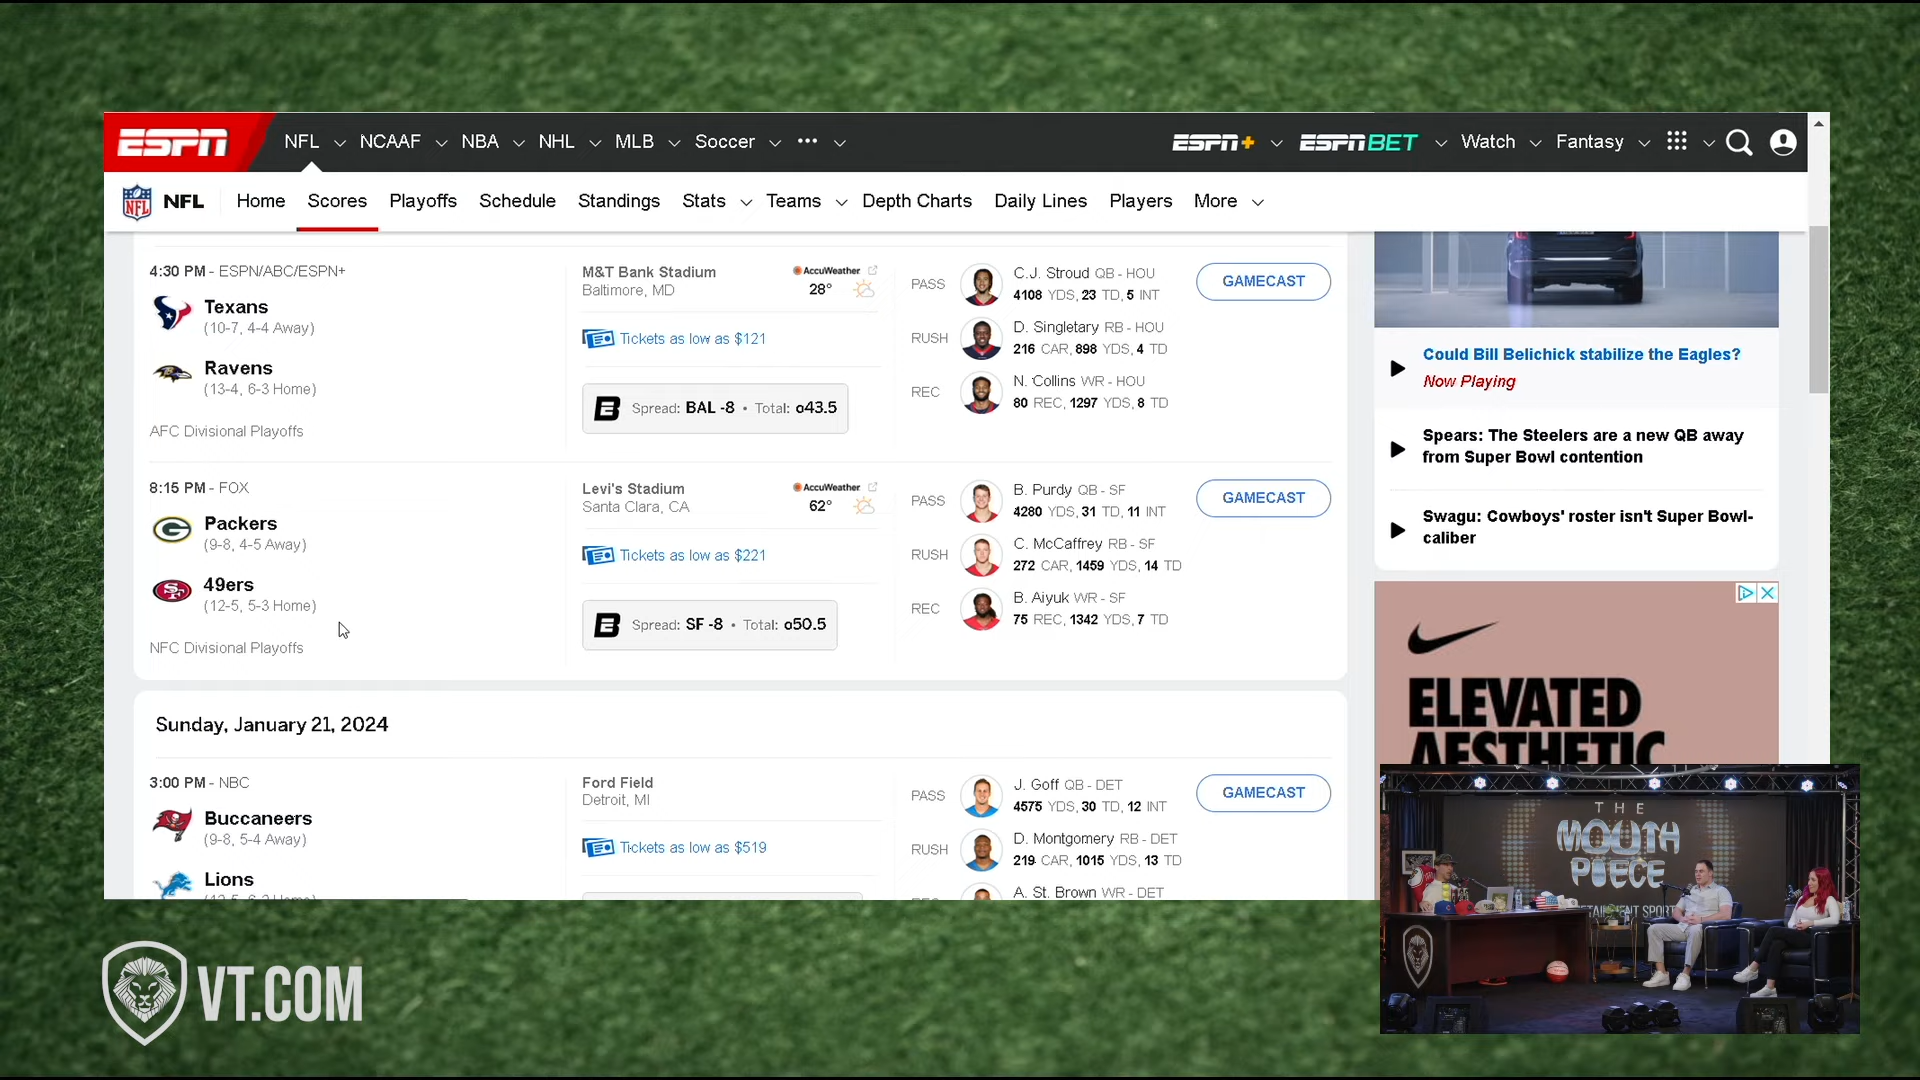 ESPN NFL NCAAF NBA NHL MLB Soccer ••• ESPN+ ESPN BET Watch Fantasy
NFL Home Scores Playoffs Schedule Standings Stats Teams Depth Charts Daily Lines Players More
4:30 PM - ESPN/ABC/ESPN+
Texans
(10-7, 4-4 Away)
Ravens
(13-4, 6-3 Home)
AFC Divisional Playoffs
M&T Bank Stadium
Baltimore, MD
AccuWeather
28°
Tickets as low as $121
Spread: BAL -8 • Total: o43.5
PASS C.J. Stroud QB - HOU
4108 YDS, 23 TD, 5 INT
RUSH D. Singletary RB - HOU
216 CAR, 898 YDS, 4 TD
REC N. Collins WR - HOU
80 REC, 1297 YDS, 8 TD
GAMECAST
8:15 PM - FOX
Packers
(9-8, 4-5 Away)
49ers
(12-5, 5-3 Home)
NFC Divisional Playoffs
Levi's Stadium
Santa Clara, CA
AccuWeather
62°
Tickets as low as $221
Spread: SF -8 • Total: o50.5
PASS B. Purdy QB - SF
4280 YDS, 31 TD, 11 INT
RUSH C. McCaffrey RB - SF
272 CAR, 1459 YDS, 14 TD
REC B. Aiyuk WR - SF
75 REC, 1342 YDS, 7 TD
GAMECAST
Sunday, January 21, 2024
3:00 PM - NBC
Buccaneers
(9-8, 5-4 Away)
Lions
Ford Field
Detroit, MI
Tickets as low as $519
PASS J. Goff QB - DET
4575 YDS, 30 TD, 12 INT
RUSH D. Montgomery RB - DET
219 CAR, 1015 YDS, 13 TD
A. St. Brown WR - DET
GAMECAST
Could Bill Belichick stabilize the Eagles?
Now Playing
Spears: The Steelers are a new QB away
from Super Bowl contention
Swagu: Cowboys' roster isn't Super Bowl-
caliber
ELEVATED
AESTHETIC
THE
MOUTH
PIECE
VT.COM